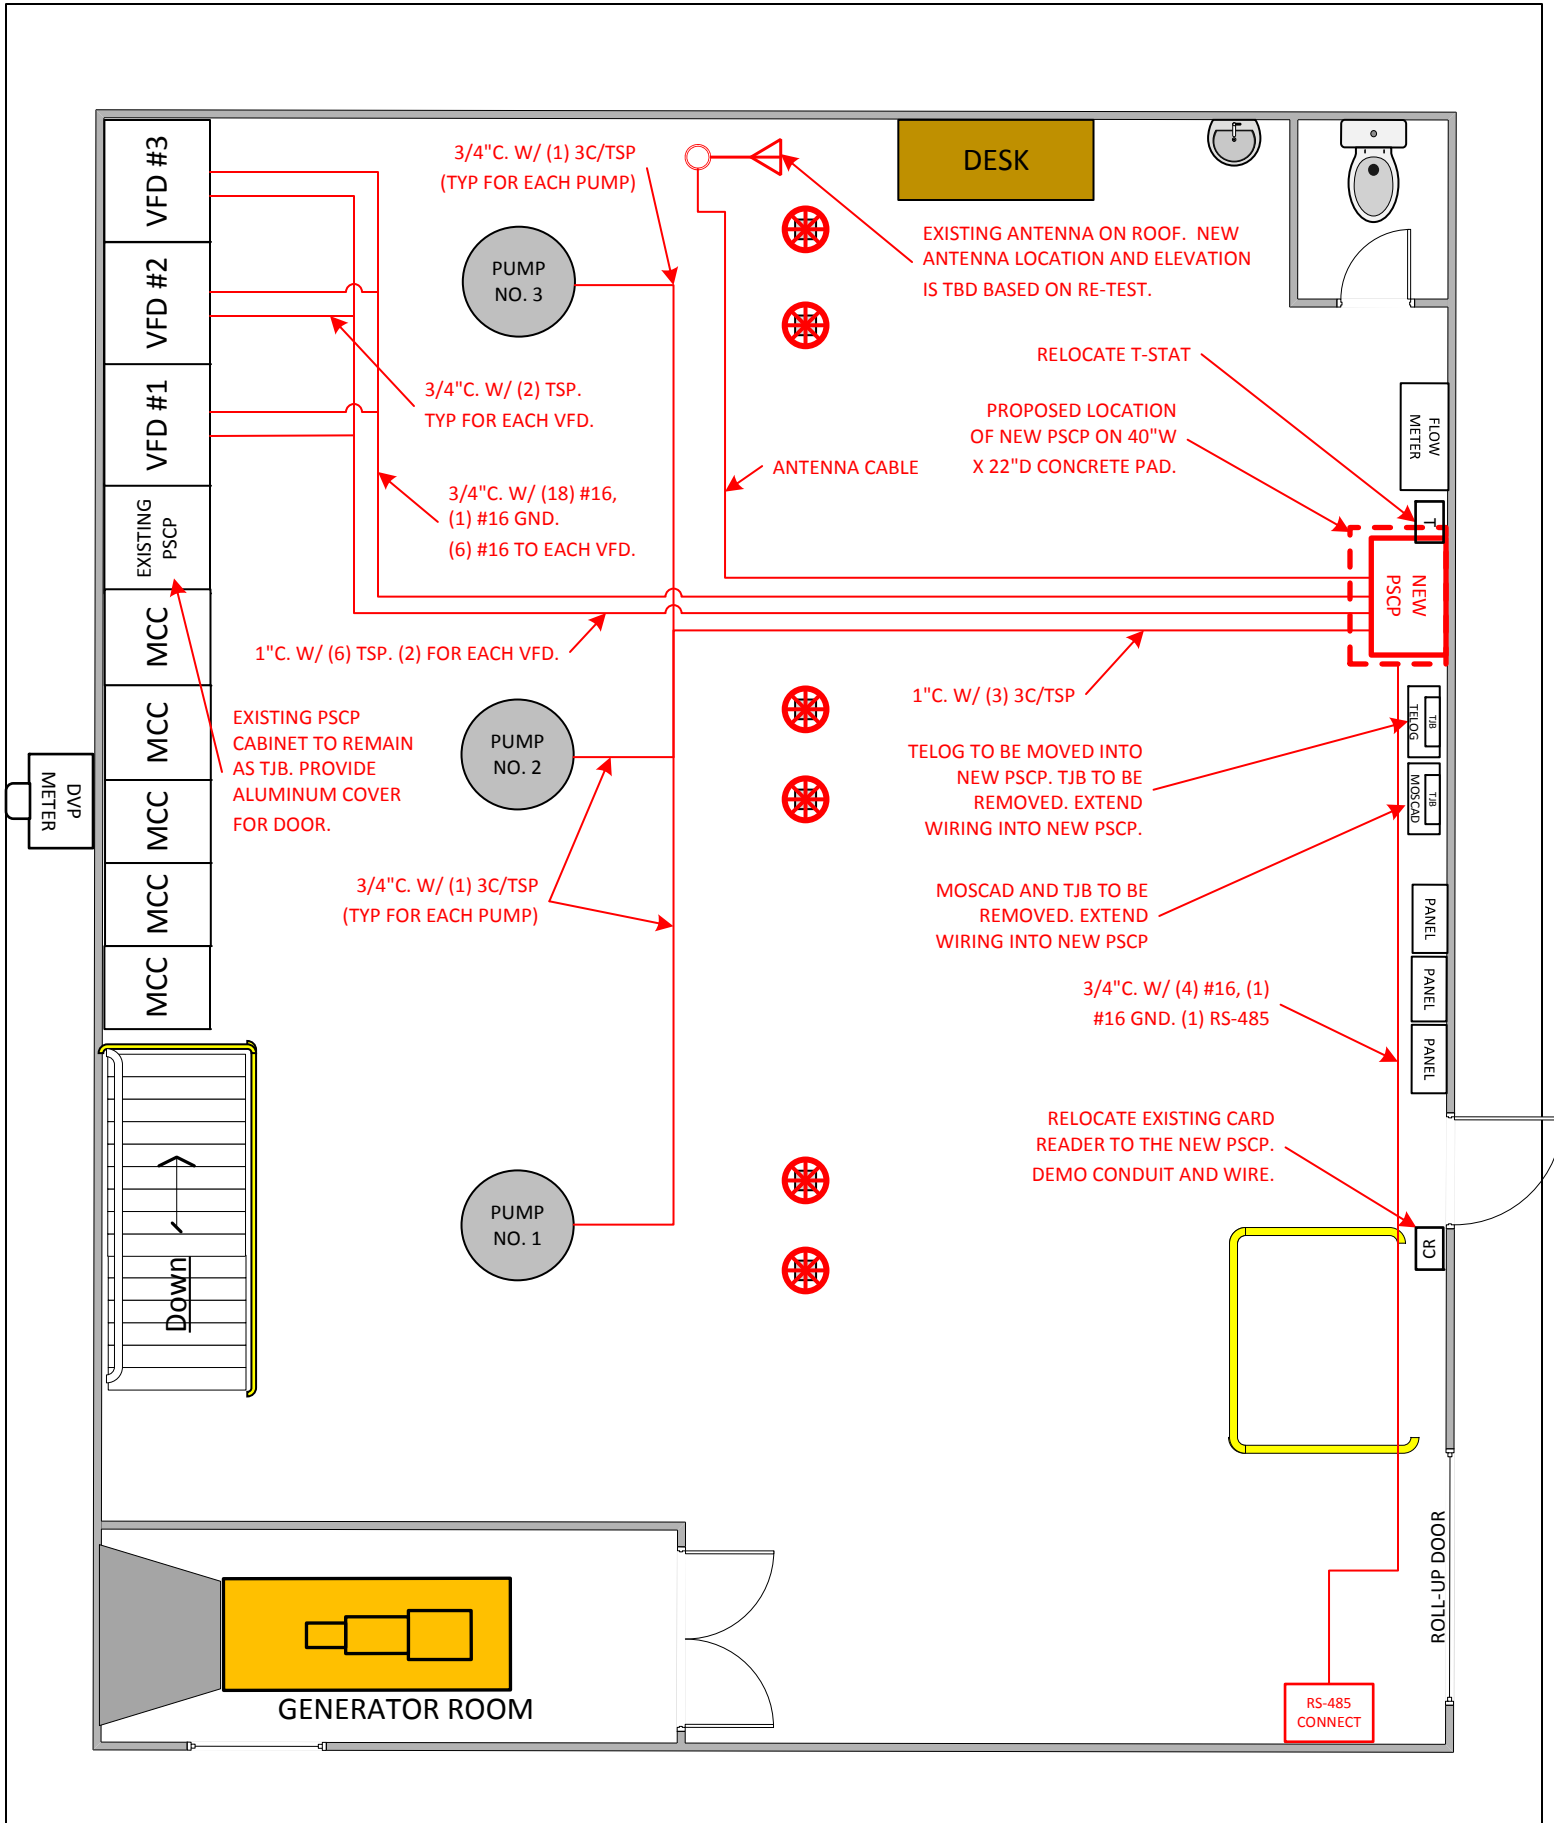 VFD #3
VFD #2
VFD #1
EXISTING
PSCP
MCC
MCC
MCC
MCC
MCC
DVP
METER
Down
3/4"C. W/ (1) 3C/TSP
(TYP FOR EACH PUMP)
PUMP
NO. 3
3/4"C. W/ (2) TSP.
TYP FOR EACH VFD.
3/4"C. W/ (18) #16,
(1) #16 GND.
(6) #16 TO EACH VFD.
1"C. W/ (6) TSP. (2) FOR EACH VFD.
EXISTING PSCP
CABINET TO REMAIN
AS TJB. PROVIDE
ALUMINUM COVER
FOR DOOR.
PUMP
NO. 2
3/4"C. W/ (1) 3C/TSP
(TYP FOR EACH PUMP)
PUMP
NO. 1
DESK
EXISTING ANTENNA ON ROOF. NEW
ANTENNA LOCATION AND ELEVATION
IS TBD BASED ON RE-TEST.
RELOCATE T-STAT
PROPOSED LOCATION
OF NEW PSCP ON 40"W
X 22"D CONCRETE PAD.
ANTENNA CABLE
FLOW
METER
T
NEW
PSCP
1"C. W/ (3) 3C/TSP
TELOG TO BE MOVED INTO
NEW PSCP. TJB TO BE
REMOVED. EXTEND
WIRING INTO NEW PSCP.
TJB
TELOG
TJB
MOSCAD
MOSCAD AND TJB TO BE
REMOVED. EXTEND
WIRING INTO NEW PSCP
PANEL
PANEL
PANEL
3/4"C. W/ (4) #16, (1)
#16 GND. (1) RS-485
RELOCATE EXISTING CARD
READER TO THE NEW PSCP.
DEMO CONDUIT AND WIRE.
CR
ROLL-UP DOOR
GENERATOR ROOM
RS-485
CONNECT